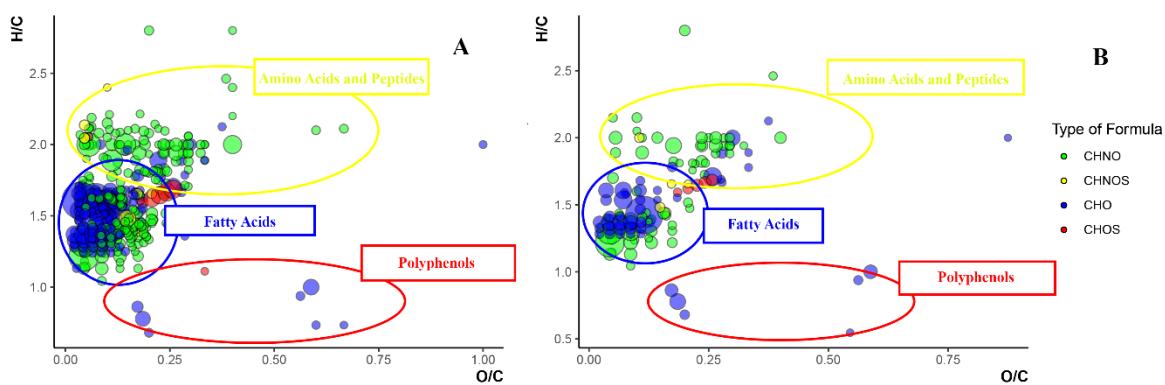 H/C
A
2.5
2.0
1.5
1.0
Amino Acids and Peptides
Fatty Acids
Polyphenols
0.00
0.25
0.50
0.75
1.00
O/C
H/C
B
2.5
2.0
1.5
1.0
0.5
Amino Acids and Peptides
Fatty Acids
Polyphenols
0.00
0.25
0.50
0.75
O/C
Type of Formula
CHNO
CHNOS
CHO
CHOS